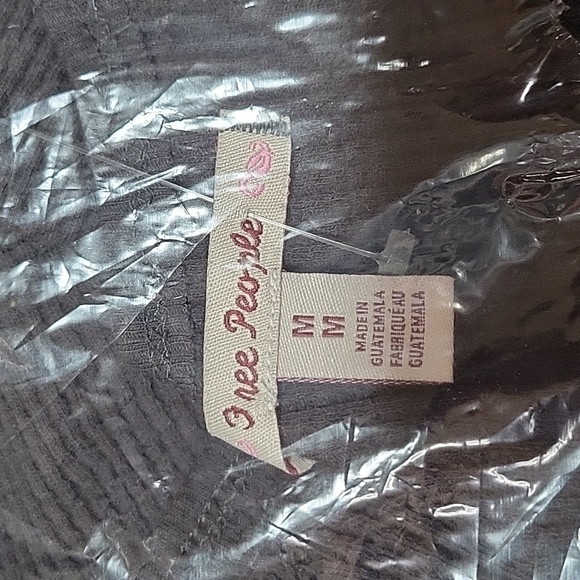 Free People
M
M
MADE IN
GUATEMALA
FABRIQUE AU
GUATEMALA